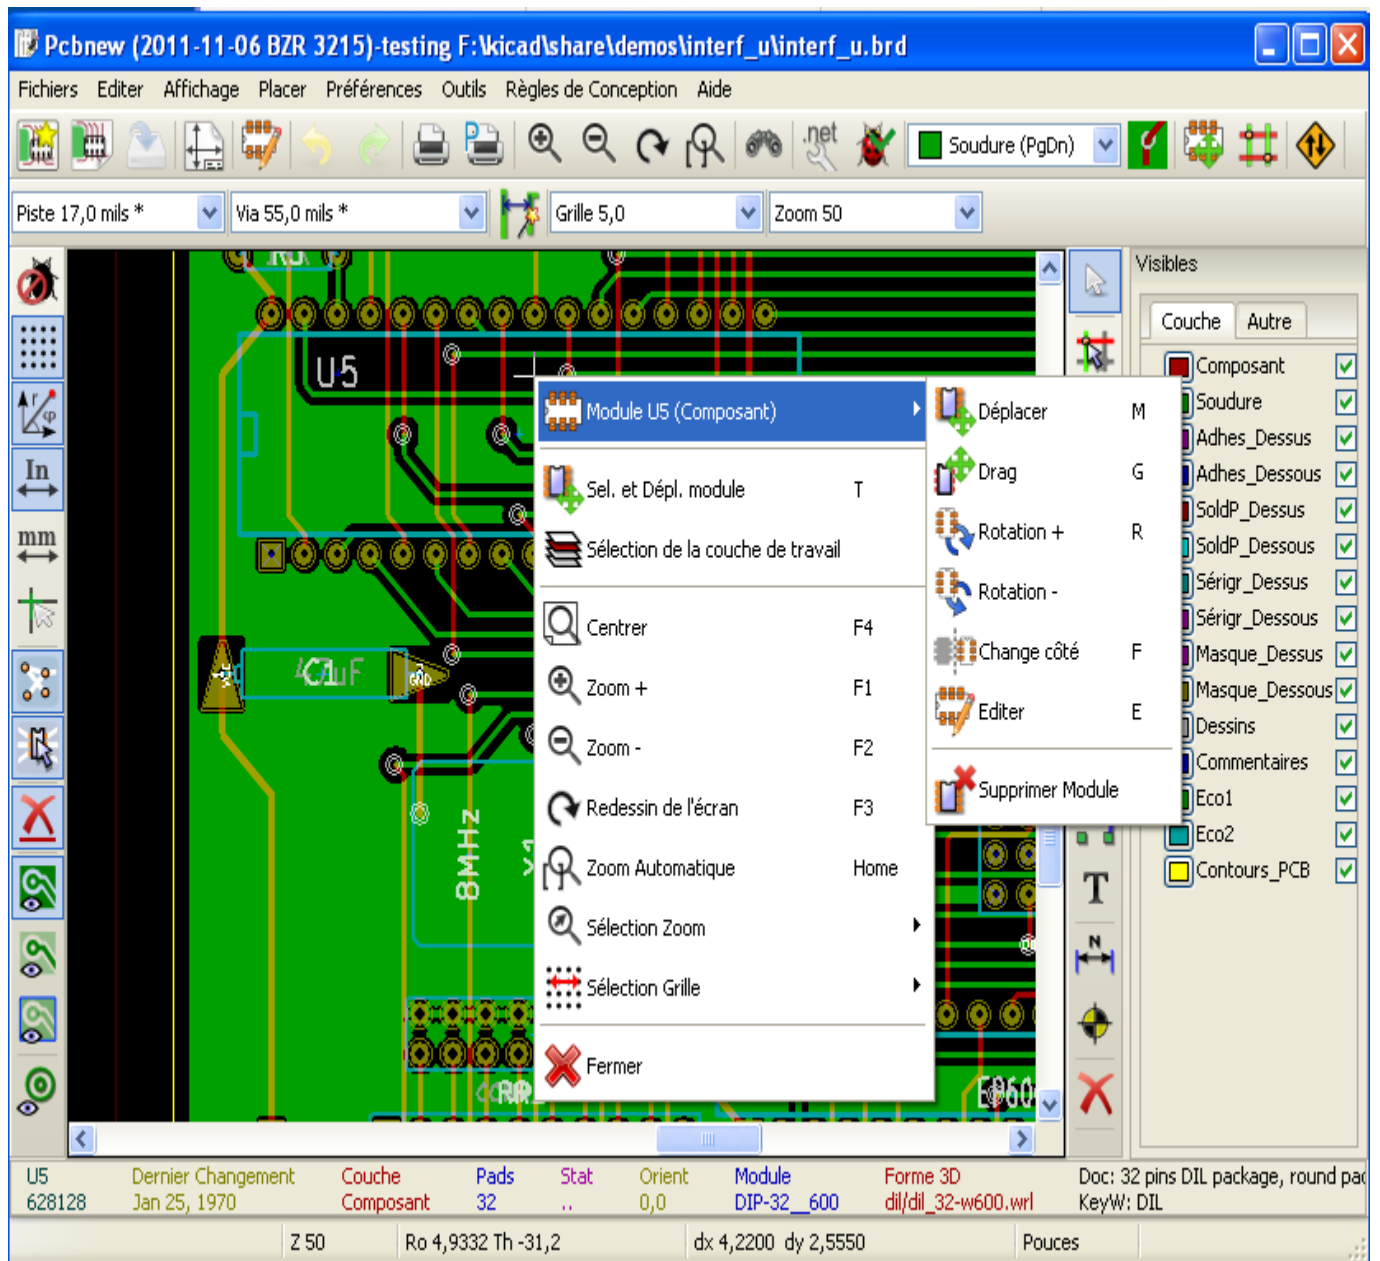 Pcbnew (2011-11-06 BZR 3215)-testing F:\kicad\share\demos\interf_u\interf_u.brd
Fichiers Editer Affichage Placer Préférences Outils Règles de Conception Aide
.net Soudure (PgDn)
Piste 17,0 mils * Via 55,0 mils * Grille 5,0 Zoom 50
Visibles
Couche Autre
Composant
Soudure
Adhes_Dessus
Adhes_Dessous
SoldP_Dessus
SoldP_Dessous
Sérigr_Dessus
Sérigr_Dessous
Masque_Dessus
Masque_Dessous
Dessins
Commentaires
Eco1
Eco2
Contours_PCB
In
mm
U5
C1
GND
8MHz
Module U5 (Composant)
Sel. et Dépl. module T
Sélection de la couche de travail
Centrer F4
Zoom + F1
Zoom - F2
Redessin de l'écran F3
Zoom Automatique Home
Sélection Zoom
Sélection Grille
Fermer
Déplacer M
Drag G
Rotation + R
Rotation -
Change côté F
Editer E
Supprimer Module
T
N
U5 Dernier Changement Couche Pads Stat Orient Module Forme 3D Doc: 32 pins DIL package, round pad
628128 Jan 25, 1970 Composant 32 .. 0,0 DIP-32__600 dil/dil_32-w600.wrl KeyW: DIL
Z 50 Ro 4,9332 Th -31,2 dx 4,2200 dy 2,5550 Pouces